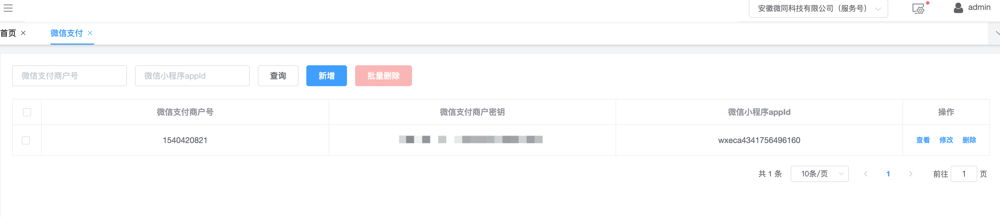 安徽微同科技有限公司（服务号）
admin
首页
微信支付
微信支付商户号 微信小程序appId 查询 新增 批量删除
微信支付商户号 微信支付商户密钥 微信小程序appId 操作
1540420821 wxeca4341756496160 查看 修改 删除
共 1 条 10条/页 1 前往 1 页